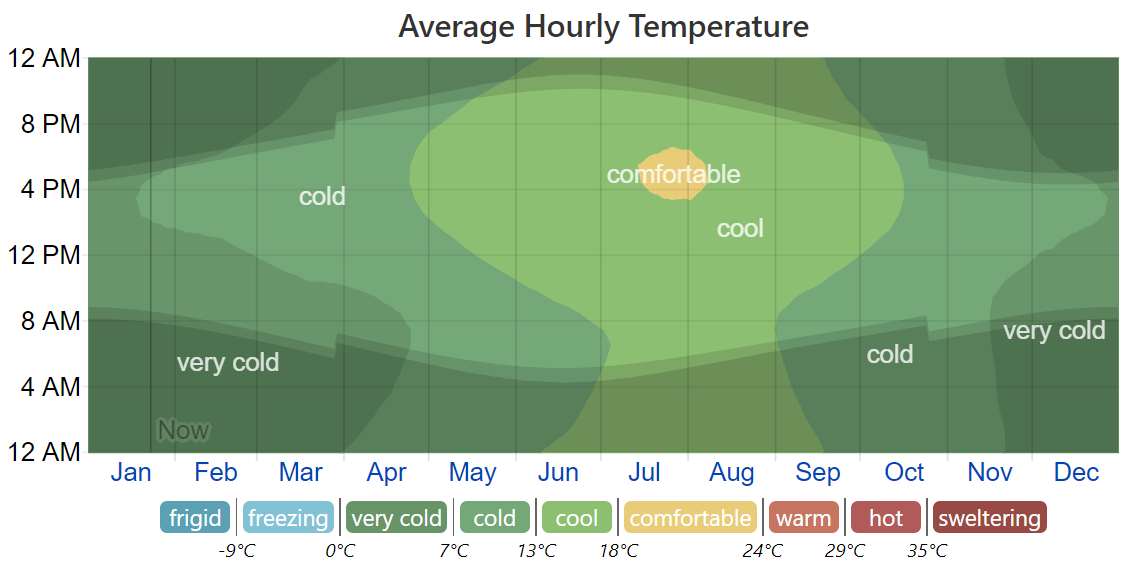 Average Hourly Temperature
12 AM
8 PM
4 PM
12 PM
8 AM
4 AM
12 AM
cold
comfortable
cool
very cold
cold
very cold
Now
Jan Feb Mar Apr May Jun Jul Aug Sep Oct Nov Dec
frigid freezing very cold cold cool comfortable warm hot sweltering
-9°C 0°C 7°C 13°C 18°C 24°C 29°C 35°C